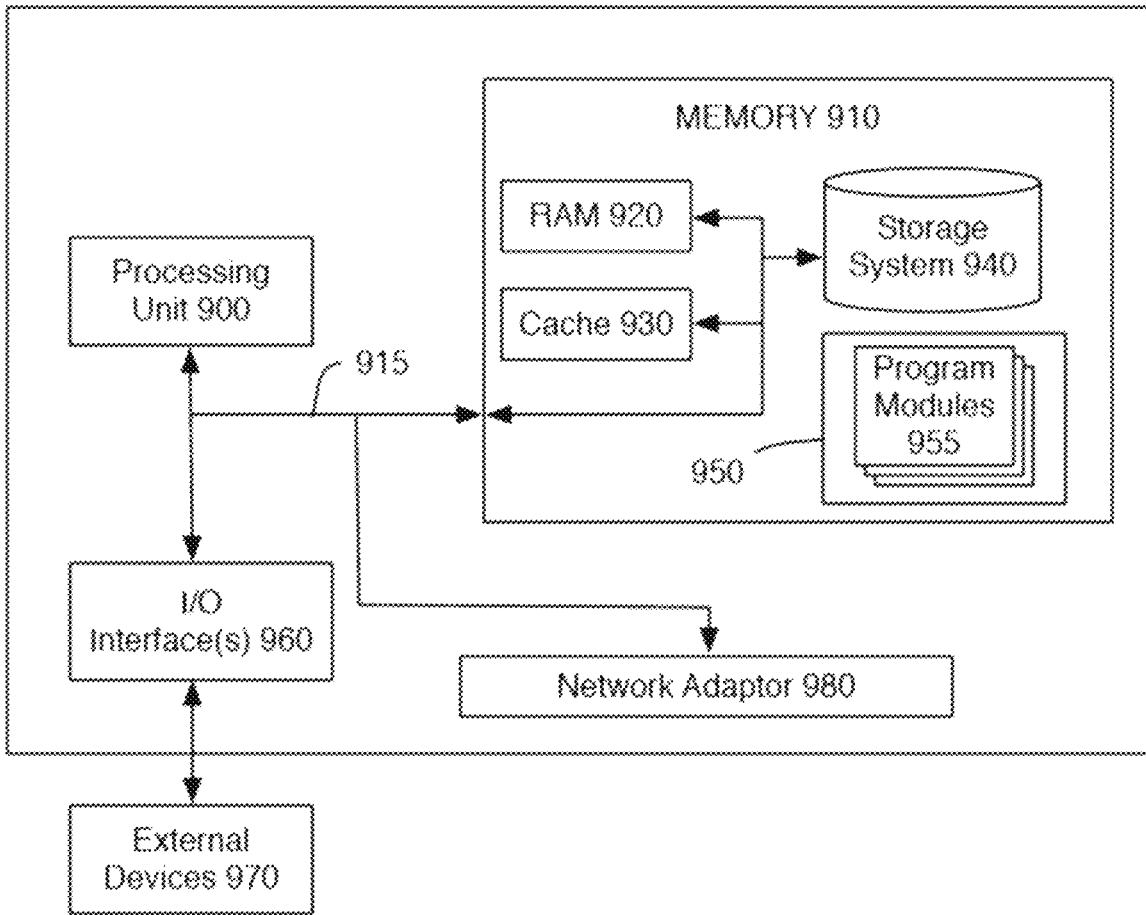 MEMORY 910
RAM 920
Storage
System 940
Processing
Unit 900
Cache 930
915
Program
Modules
955
950
I/O
Interface(s) 960
Network Adaptor 980
External
Devices 970